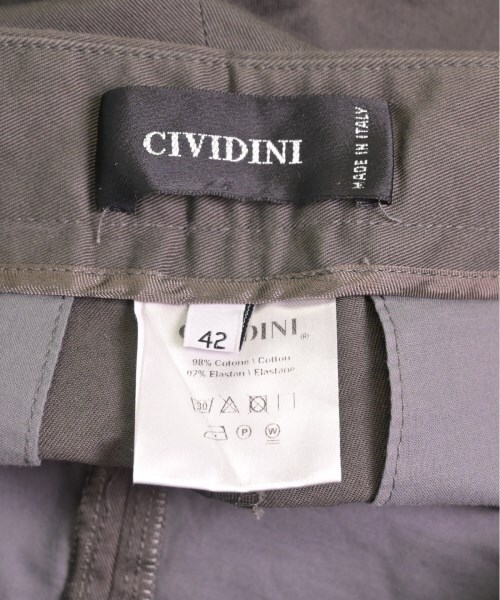 CIVIDINI
MADE IN ITALY
42
DINI ®
98% Cotone \ Cotton
02% Elastan \ Elastane
30
P W